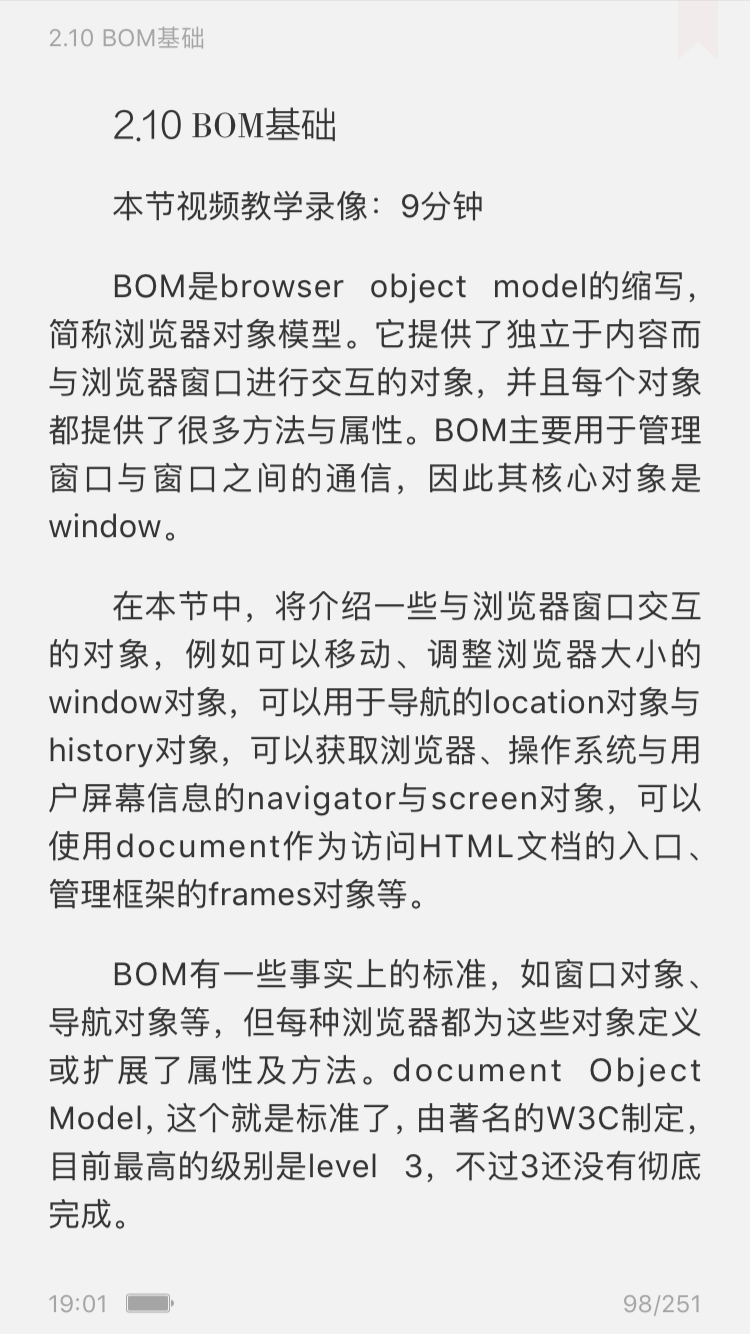 2.10 BOM基础
2.10 BOM基础
本节视频教学录像：9分钟
BOM是browser object model的缩写，
简称浏览器对象模型。它提供了独立于内容而
与浏览器窗口进行交互的对象，并且每个对象
都提供了很多方法与属性。BOM主要用于管理
窗口与窗口之间的通信，因此其核心对象是
window。
在本节中，将介绍一些与浏览器窗口交互
的对象，例如可以移动、调整浏览器大小的
window对象，可以用于导航的location对象与
history对象，可以获取浏览器、操作系统与用
户屏幕信息的navigator与screen对象，可以
使用document作为访问HTML文档的入口、
管理框架的frames对象等。
BOM有一些事实上的标准，如窗口对象、
导航对象等，但每种浏览器都为这些对象定义
或扩展了属性及方法。document Object
Model, 这个就是标准了, 由著名的W3C制定，
目前最高的级别是level 3，不过3还没有彻底
完成。
19:01
98/251